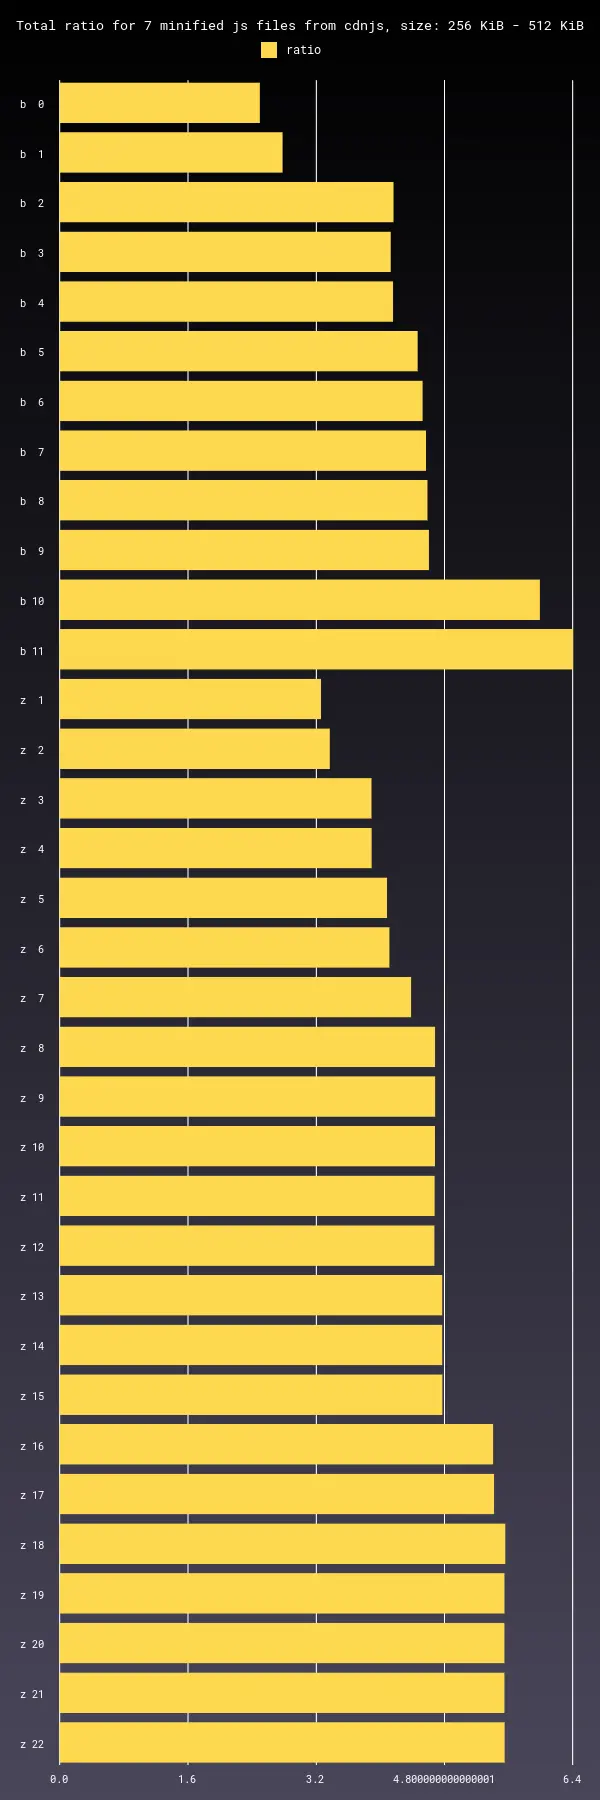 Total ratio for 7 minified js files from cdnjs, size: 256 KiB - 512 KiB
ratio
b 0
b 1
b 2
b 3
b 4
b 5
b 6
b 7
b 8
b 9
b 10
b 11
z 1
z 2
z 3
z 4
z 5
z 6
z 7
z 8
z 9
z 10
z 11
z 12
z 13
z 14
z 15
z 16
z 17
z 18
z 19
z 20
z 21
z 22
0.0 1.6 3.2 4.800000000000001 6.4